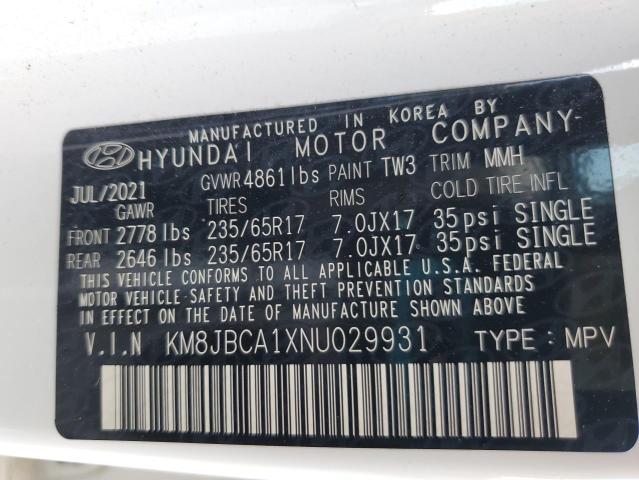 MANUFACTURED IN KOREA BY
HYUNDAI MOTOR COMPANY
JUL/2021 GVWR 4861lbs PAINT TW3 TRIM MMH
GAWR TIRES RIMS COLD TIRE INFL
FRONT 2778 lbs 235/65R17 7.0JX17 35psi SINGLE
REAR 2646 lbs 235/65R17 7.0JX17 35psi SINGLE
THIS VEHICLE CONFORMS TO ALL APPLICABLE U.S.A. FEDERAL
MOTOR VEHICLE-SAFETY AND THEFT PREVENTION STANDARDS
IN EFFECT ON THE DATE OF MANUFACTURE SHOWN ABOVE.
V.I.N KM8JBCA1XNU029931 TYPE : MPV